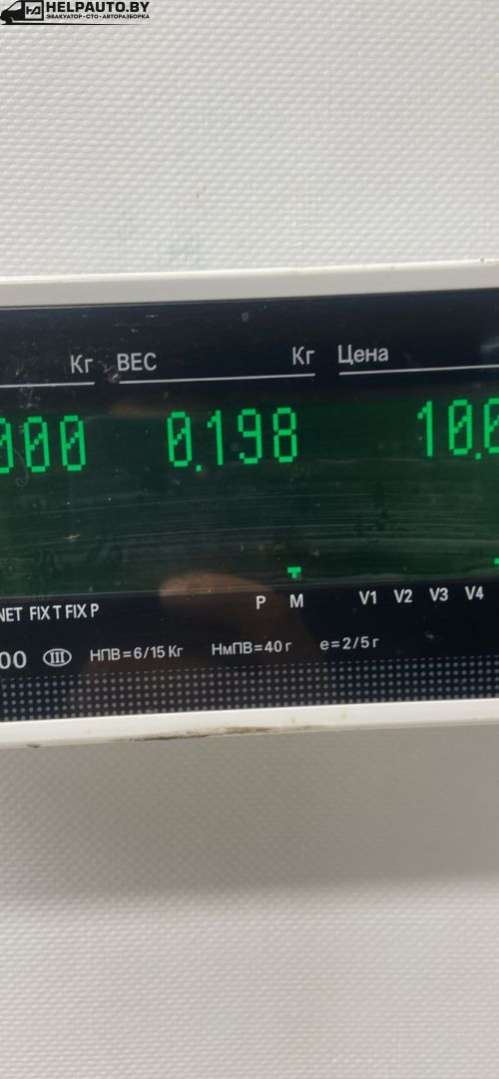 HELPAUTO.BY
ЭВАКУАТОР·СТО·АВТОРАЗБОРКА
Кг ВЕС Кг Цена
000 0.198 10.0
NET FIX T FIX P P M V1 V2 V3 V4
00 III НПВ=6/15 Кг НмПВ=40 г е=2/5 г